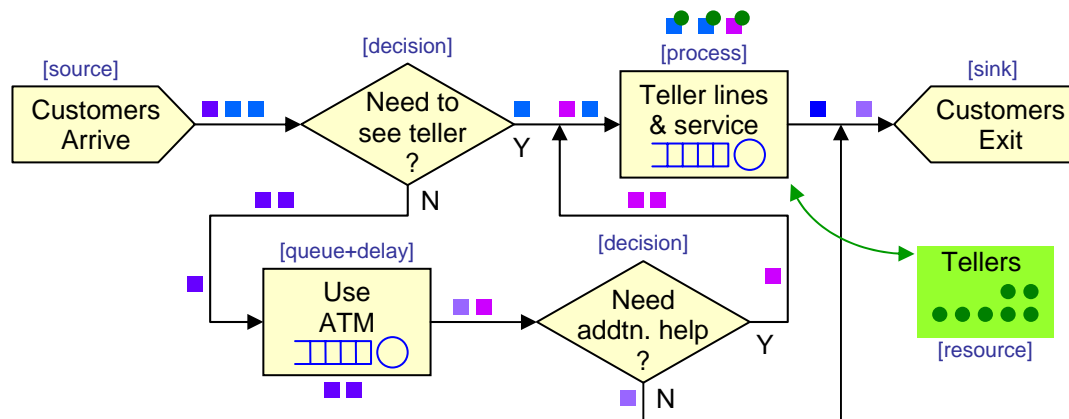 [source]
Customers
Arrive
[decision]
Need to
see teller
?
Y
N
[process]
Teller lines
& service
[sink]
Customers
Exit
[queue+delay]
Use
ATM
[decision]
Need
addtn. help
?
Y
N
Tellers
[resource]